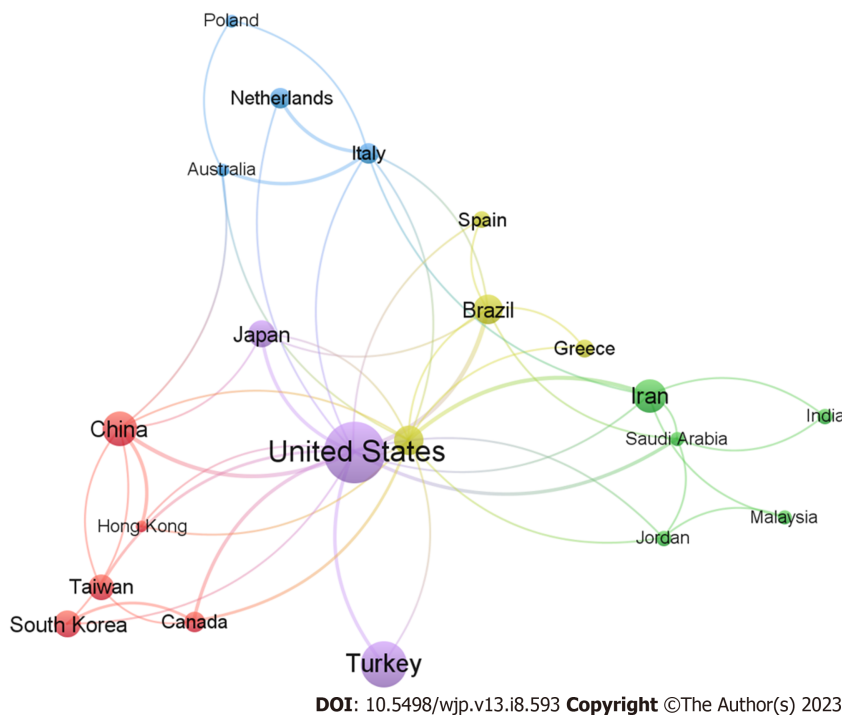 Poland
Netherlands
Italy
Australia
Spain
Brazil
Japan
Greece
Iran
India
China
Saudi Arabia
United States
Hong Kong
Malaysia
Jordan
Taiwan
South Korea
Canada
Turkey
DOI: 10.5498/wjp.v13.i8.593 Copyright ©The Author(s) 2023